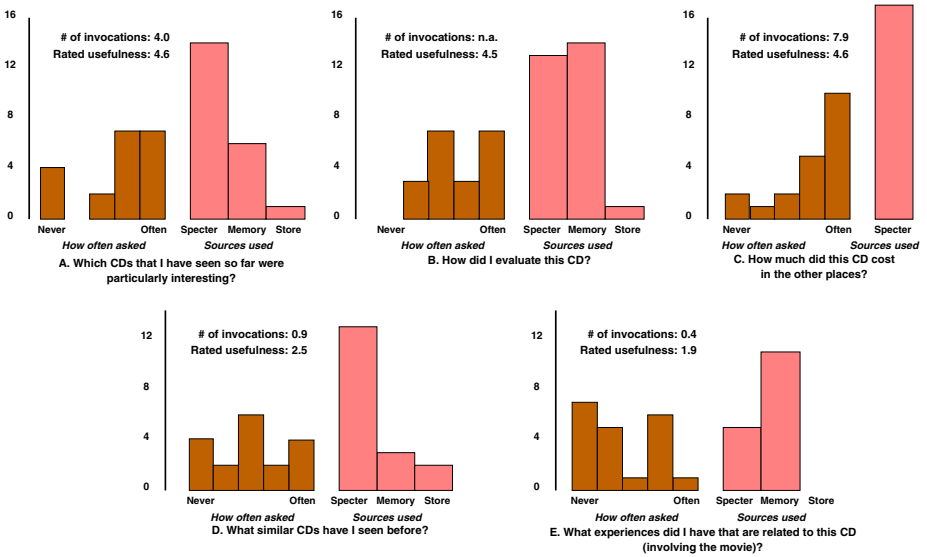 16
12
8
4
0
# of invocations: 4.0
Rated usefulness: 4.6
Never
Often
Specter
Memory
Store
How often asked
Sources used
A. Which CDs that I have seen so far were
particularly interesting?
16
12
8
4
0
# of invocations: n.a.
Rated usefulness: 4.5
Never
Often
Specter
Memory
Store
How often asked
Sources used
B. How did I evaluate this CD?
16
12
8
4
0
# of invocations: 7.9
Rated usefulness: 4.6
Never
Often
Specter
How often asked
Sources used
C. How much did this CD cost
in the other places?
12
8
4
0
# of invocations: 0.9
Rated usefulness: 2.5
Never
Often
Specter
Memory
Store
How often asked
Sources used
D. What similar CDs have I seen before?
12
8
4
0
# of invocations: 0.4
Rated usefulness: 1.9
Never
Often
Specter
Memory
Store
How often asked
Sources used
E. What experiences did I have that are related to this CD
(involving the movie)?